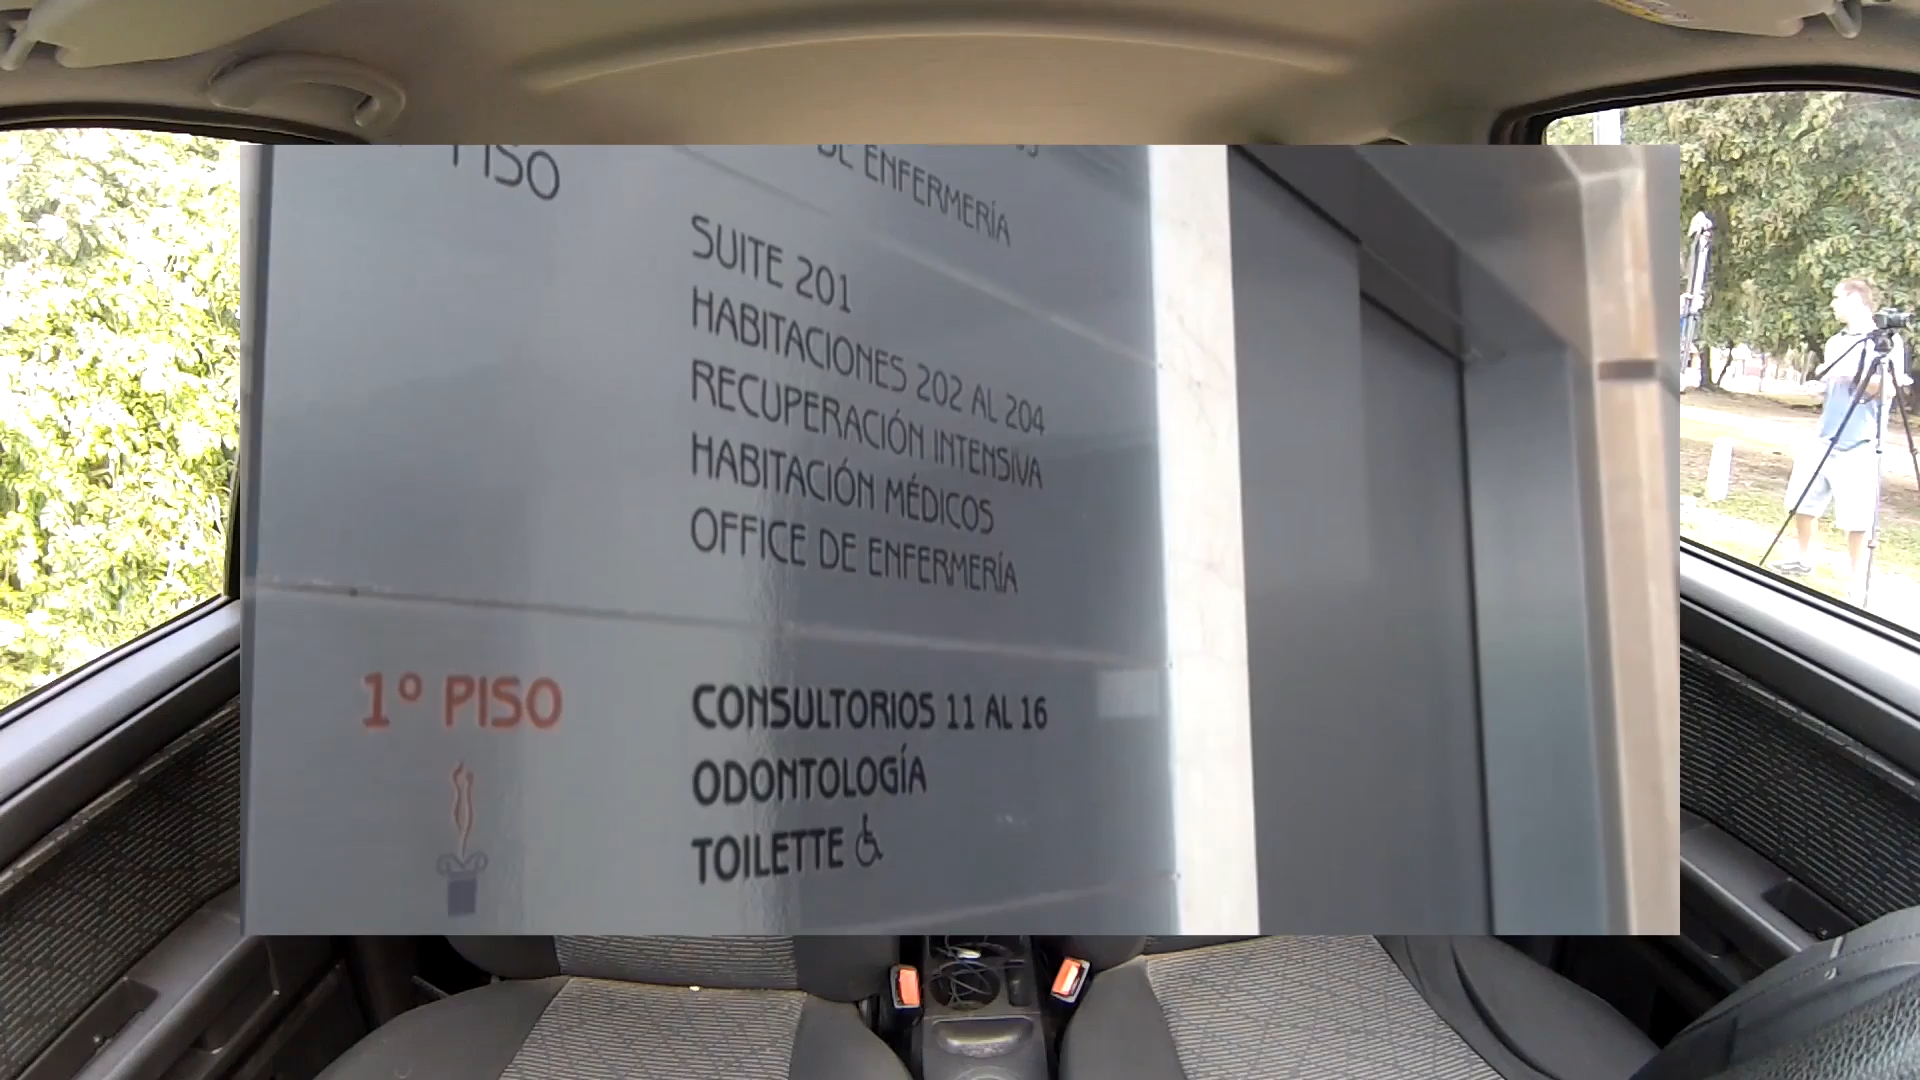 PISO
DE ENFERMERÍA
SUITE 201
HABITACIONES 202 AL 204
RECUPERACIÓN INTENSIVA
HABITACIÓN MÉDICOS
OFFICE DE ENFERMERÍA
1º PISO
CONSULTORIOS 11 AL 16
ODONTOLOGÍA
TOILETTE